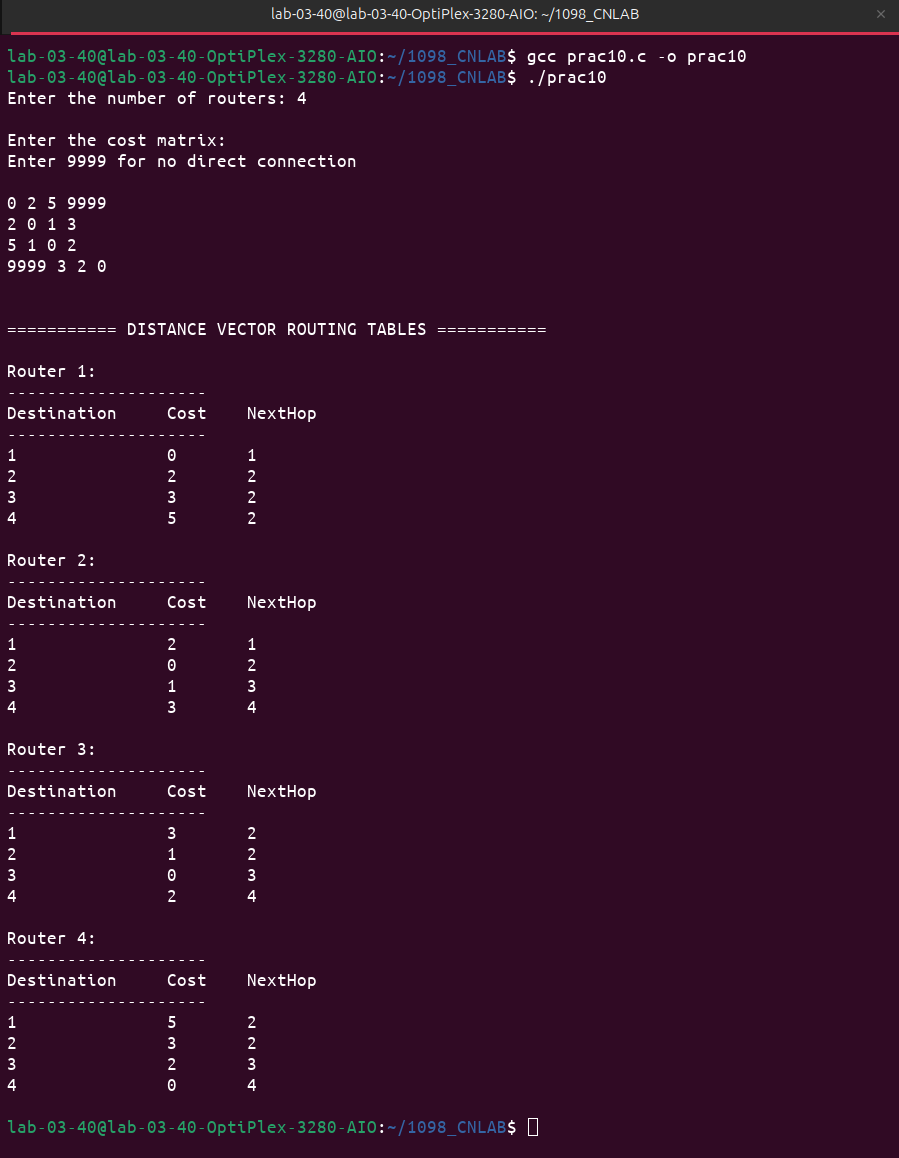 lab-03-40@lab-03-40-OptiPlex-3280-AIO: ~/1098_CNLAB ×
lab-03-40@lab-03-40-OptiPlex-3280-AIO:~/1098_CNLAB$ gcc prac10.c -o prac10
lab-03-40@lab-03-40-OptiPlex-3280-AIO:~/1098_CNLAB$ ./prac10
Enter the number of routers: 4

Enter the cost matrix:
Enter 9999 for no direct connection

0 2 5 9999
2 0 1 3
5 1 0 2
9999 3 2 0


=========== DISTANCE VECTOR ROUTING TABLES ===========

Router 1:
--------------------
Destination     Cost    NextHop
--------------------
1               0       1
2               2       2
3               3       2
4               5       2

Router 2:
--------------------
Destination     Cost    NextHop
--------------------
1               2       1
2               0       2
3               1       3
4               3       4

Router 3:
--------------------
Destination     Cost    NextHop
--------------------
1               3       2
2               1       2
3               0       3
4               2       4

Router 4:
--------------------
Destination     Cost    NextHop
--------------------
1               5       2
2               3       2
3               2       3
4               0       4

lab-03-40@lab-03-40-OptiPlex-3280-AIO:~/1098_CNLAB$